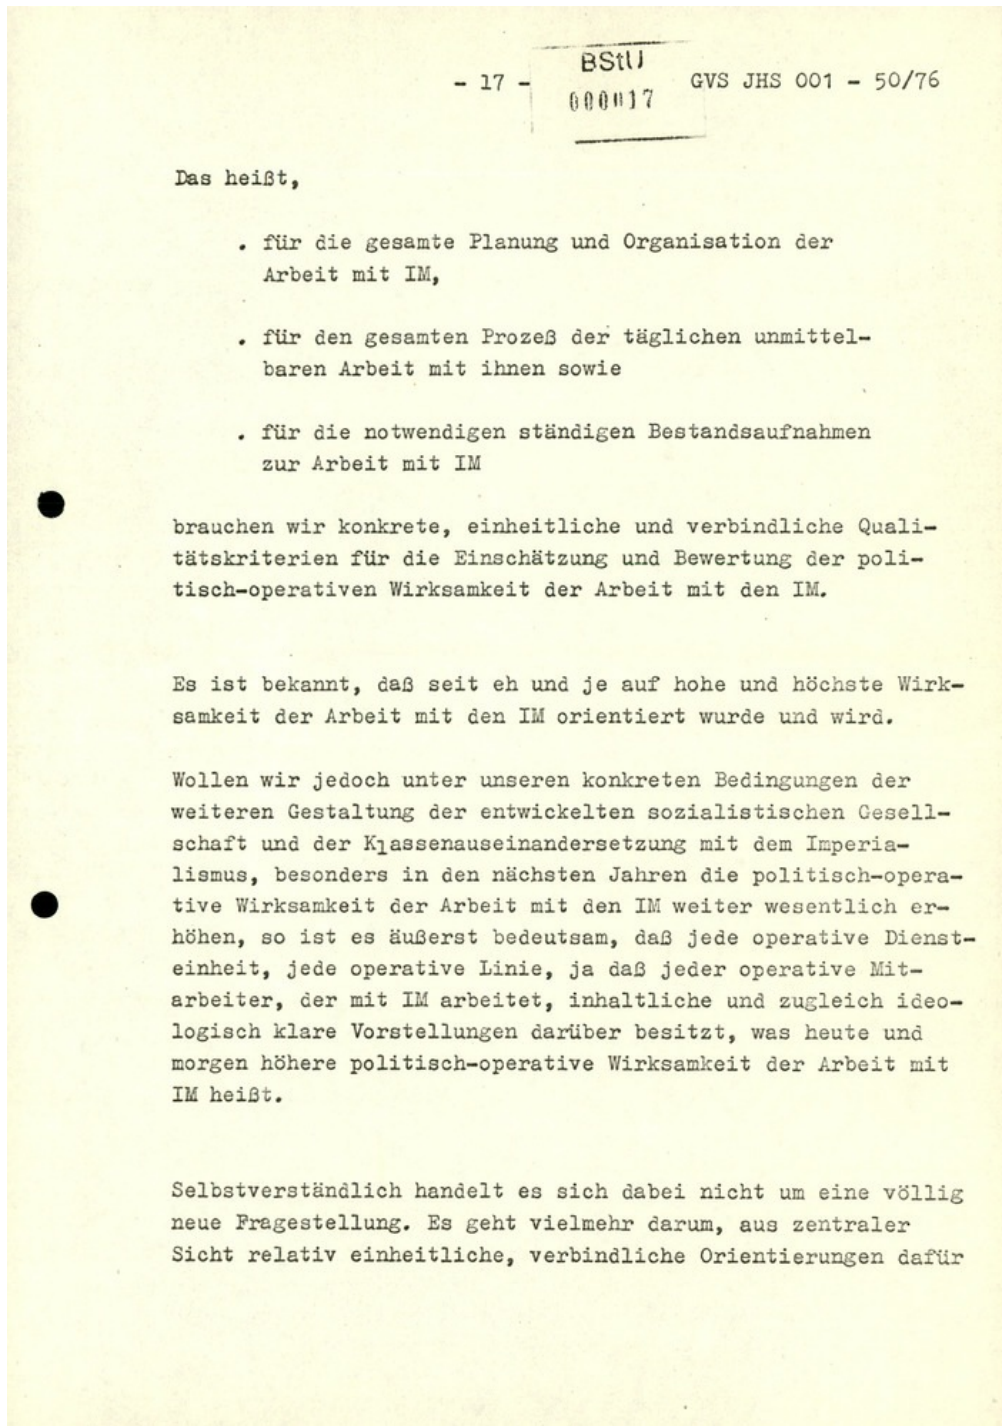 - 17 -
BStU
000017
GVS JHS 001 - 50/76
Das heißt,
. für die gesamte Planung und Organisation der
Arbeit mit IM,
. für den gesamten Prozeß der täglichen unmittel-
baren Arbeit mit ihnen sowie
. für die notwendigen ständigen Bestandsaufnahmen
zur Arbeit mit IM
brauchen wir konkrete, einheitliche und verbindliche Quali-
tätskriterien für die Einschätzung und Bewertung der poli-
tisch-operativen Wirksamkeit der Arbeit mit den IM.
Es ist bekannt, daß seit eh und je auf hohe und höchste Wirk-
samkeit der Arbeit mit den IM orientiert wurde und wird.
Wollen wir jedoch unter unseren konkreten Bedingungen der
weiteren Gestaltung der entwickelten sozialistischen Gesell-
schaft und der Klassenauseinandersetzung mit dem Imperia-
lismus, besonders in den nächsten Jahren die politisch-opera-
tive Wirksamkeit der Arbeit mit den IM weiter wesentlich er-
höhen, so ist es äußerst bedeutsam, daß jede operative Dienst-
einheit, jede operative Linie, ja daß jeder operative Mit-
arbeiter, der mit IM arbeitet, inhaltliche und zugleich ideo-
logisch klare Vorstellungen darüber besitzt, was heute und
morgen höhere politisch-operative Wirksamkeit der Arbeit mit
IM heißt.
Selbstverständlich handelt es sich dabei nicht um eine völlig
neue Fragestellung. Es geht vielmehr darum, aus zentraler
Sicht relativ einheitliche, verbindliche Orientierungen dafür